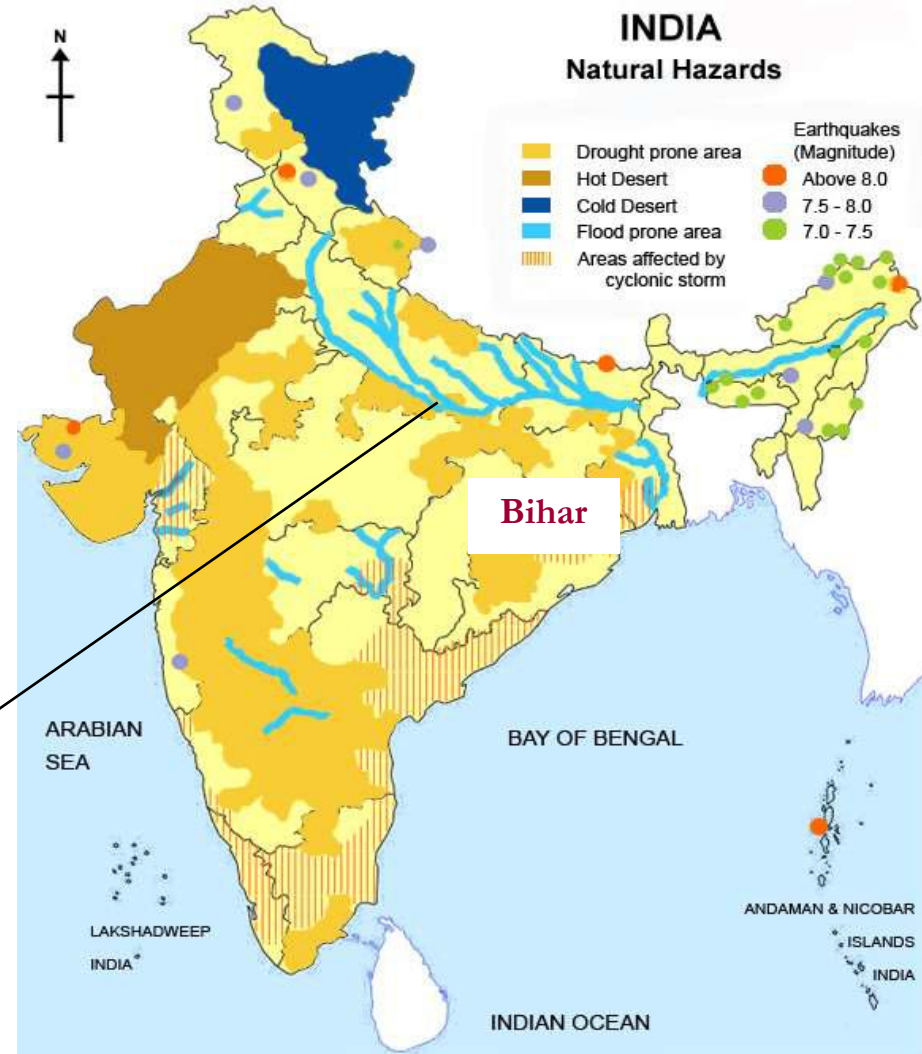 N
INDIA
Natural Hazards
Drought prone area
Hot Desert
Cold Desert
Flood prone area
Areas affected by
cyclonic storm
Earthquakes
(Magnitude)
Above 8.0
7.5 - 8.0
7.0 - 7.5
Bihar
ARABIAN
SEA
BAY OF BENGAL
LAKSHADWEEP
INDIA
ANDAMAN & NICOBAR
ISLANDS
INDIA
INDIAN OCEAN